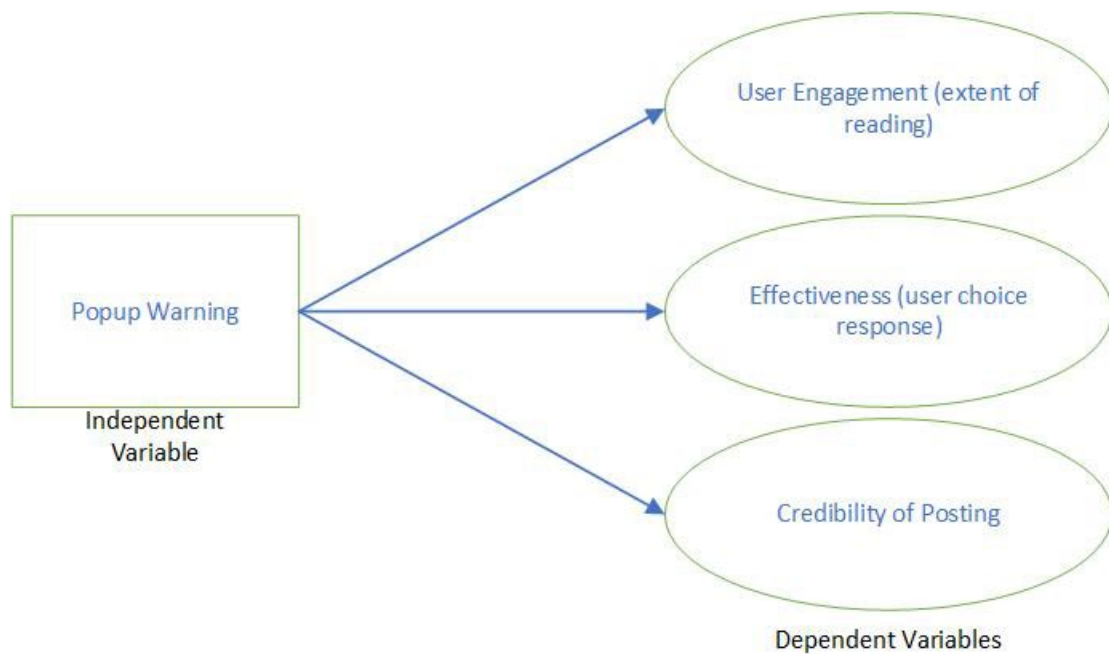 User Engagement (extent of
reading)
Popup Warning
Effectiveness (user choice
response)
Independent
Variable
Credibility of Posting
Dependent Variables